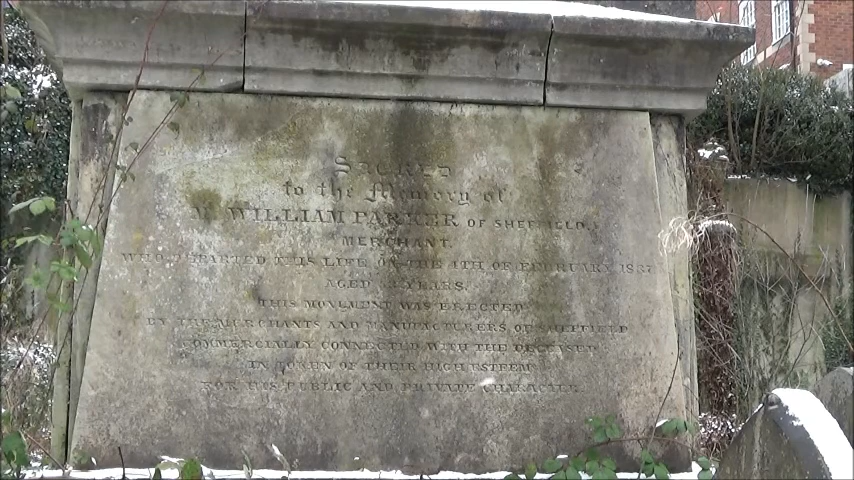 SACRED
to the Memory of
WILLIAM PARKER OF SHEFFIELD,
MERCHANT.
WHO DEPARTED THIS LIFE ON THE 4TH OF FEBRUARY 1837
AGED YEARS.
THIS MONUMENT WAS ERECTED
BY THE MERCHANTS AND MANUFACTURERS OF SHEFFIELD
COMMERCIALLY CONNECTED WITH THE DECEASED
IN TOKEN OF THEIR HIGH ESTEEM
FOR HIS PUBLIC AND PRIVATE CHARACTER.